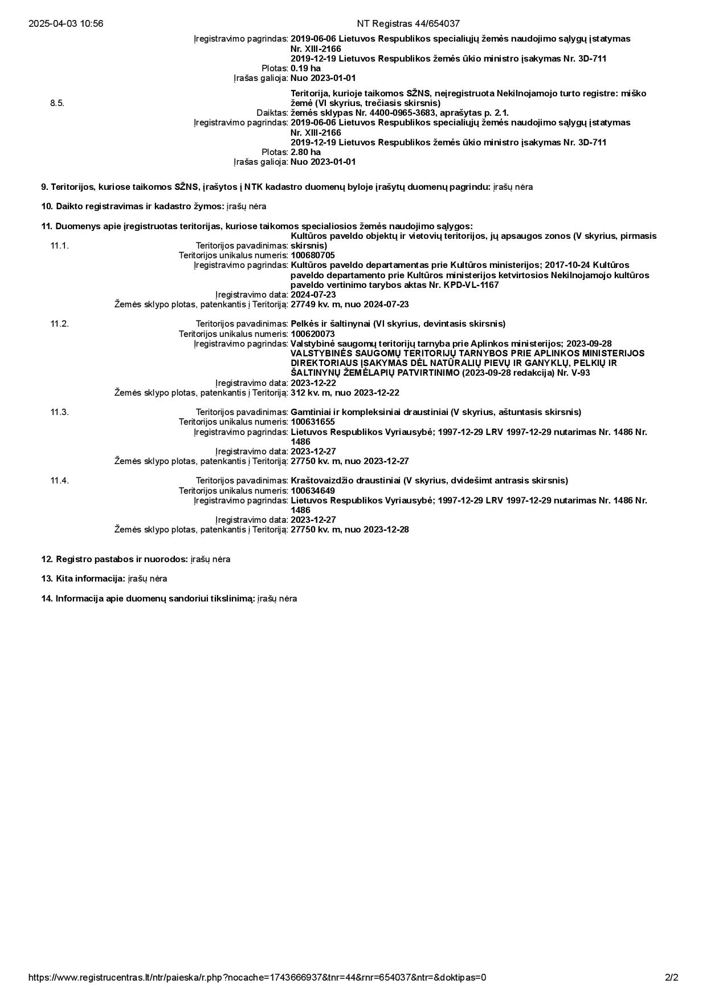 2025-04-03 10:56
NT Registras 44/654037
Įregistravimo pagrindas: 2019-06-06 Lietuvos Respublikos specialiųjų žemės naudojimo sąlygų įstatymas
Nr. XIII-2166
2019-12-19 Lietuvos Respublikos žemės ūkio ministro įsakymas Nr. 3D-711
Plotas: 0.19 ha
Įrašas galioja: Nuo 2023-01-01
Teritorija, kurioje taikomos SŽNS, neįregistruota Nekilnojamojo turto registre: miško
8.5. žemė (VI skyrius, trečiasis skirsnis)
Daiktas: žemės sklypas Nr. 4400-0965-3683, aprašytas p. 2.1.
Įregistravimo pagrindas: 2019-06-06 Lietuvos Respublikos specialiųjų žemės naudojimo sąlygų įstatymas
Nr. XIII-2166
2019-12-19 Lietuvos Respublikos žemės ūkio ministro įsakymas Nr. 3D-711
Plotas: 2.80 ha
Įrašas galioja: Nuo 2023-01-01
9. Teritorijos, kuriose taikomos SŽNS, įrašytos į NTK kadastro duomenų byloje įrašytų duomenų pagrindu: įrašų nėra
10. Daikto registravimas ir kadastro žymos: įrašų nėra
11. Duomenys apie įregistruotas teritorijas, kuriose taikomos specialiosios žemės naudojimo sąlygos:
Kultūros paveldo objektų ir vietovių teritorijos, jų apsaugos zonos (V skyrius, pirmasis
11.1. Teritorijos pavadinimas: skirsnis)
Teritorijos unikalus numeris: 100680705
Įregistravimo pagrindas: Kultūros paveldo departamentas prie Kultūros ministerijos; 2017-10-24 Kultūros
paveldo departamento prie Kultūros ministerijos ketvirtosios Nekilnojamojo kultūros
paveldo vertinimo tarybos aktas Nr. KPD-VL-1167
Įregistravimo data: 2024-07-23
Žemės sklypo plotas, patenkantis į Teritoriją: 27749 kv. m, nuo 2024-07-23
11.2. Teritorijos pavadinimas: Pelkės ir šaltinynai (VI skyrius, devintasis skirsnis)
Teritorijos unikalus numeris: 100620073
Įregistravimo pagrindas: Valstybinė saugomų teritorijų tarnyba prie Aplinkos ministerijos; 2023-09-28
VALSTYBINĖS SAUGOMŲ TERITORIJŲ TARNYBOS PRIE APLINKOS MINISTERIJOS
DIREKTORIAUS ĮSAKYMAS DĖL NATŪRALIŲ PIEVŲ IR GANYKLŲ, PELKIŲ IR
ŠALTINYNŲ ŽEMĖLAPIŲ PATVIRTINIMO (2023-09-28 redakcija) Nr. V-93
Įregistravimo data: 2023-12-22
Žemės sklypo plotas, patenkantis į Teritoriją: 312 kv. m, nuo 2023-12-22
11.3. Teritorijos pavadinimas: Gamtiniai ir kompleksiniai draustiniai (V skyrius, aštuntasis skirsnis)
Teritorijos unikalus numeris: 100631655
Įregistravimo pagrindas: Lietuvos Respublikos Vyriausybė; 1997-12-29 LRV 1997-12-29 nutarimas Nr. 1486 Nr.
1486
Įregistravimo data: 2023-12-27
Žemės sklypo plotas, patenkantis į Teritoriją: 27750 kv. m, nuo 2023-12-27
11.4. Teritorijos pavadinimas: Kraštovaizdžio draustiniai (V skyrius, dvidešimt antrasis skirsnis)
Teritorijos unikalus numeris: 100634649
Įregistravimo pagrindas: Lietuvos Respublikos Vyriausybė; 1997-12-29 LRV 1997-12-29 nutarimas Nr. 1486 Nr.
1486
Įregistravimo data: 2023-12-27
Žemės sklypo plotas, patenkantis į Teritoriją: 27750 kv. m, nuo 2023-12-28
12. Registro pastabos ir nuorodos: įrašų nėra
13. Kita informacija: įrašų nėra
14. Informacija apie duomenų sandoriui tikslinimą: įrašų nėra
https://www.registrucentras.lt/ntr/paieska/r.php?nocache=1743666937&tnr=44&rnr=654037&ntr=&doktipas=0
2/2